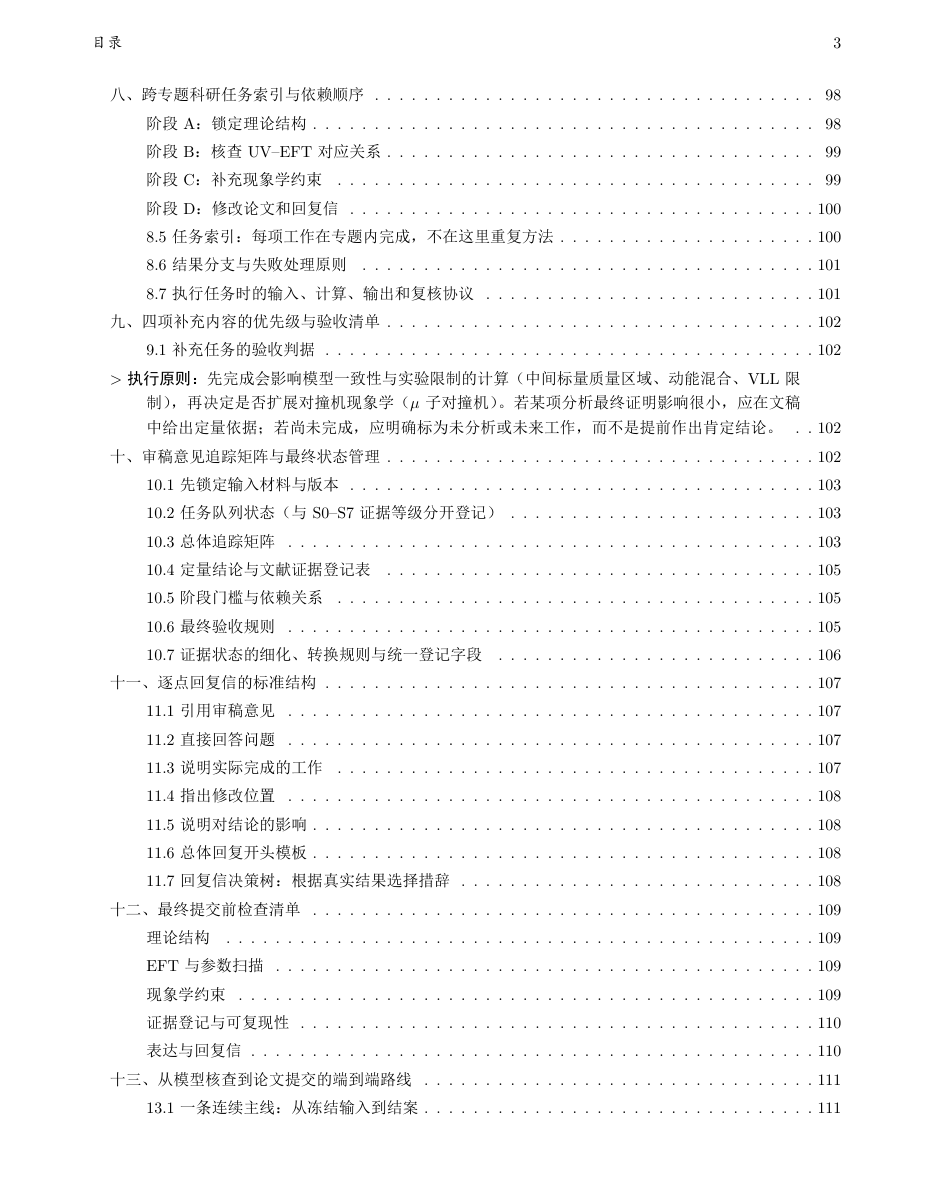 目录 3
八、跨专题科研任务索引与依赖顺序 . . . . . . . . . . . . . . . . . . . . . . . . . . . . . . . . . . . . 98
阶段 A：锁定理论结构 . . . . . . . . . . . . . . . . . . . . . . . . . . . . . . . . . . . . . . . . . 98
阶段 B：核查 UV–EFT 对应关系 . . . . . . . . . . . . . . . . . . . . . . . . . . . . . . . . . . . 99
阶段 C：补充现象学约束 . . . . . . . . . . . . . . . . . . . . . . . . . . . . . . . . . . . . . . . 99
阶段 D：修改论文和回复信 . . . . . . . . . . . . . . . . . . . . . . . . . . . . . . . . . . . . . . 100
8.5 任务索引：每项工作在专题内完成，不在这里重复方法 . . . . . . . . . . . . . . . . . . . . . 100
8.6 结果分支与失败处理原则 . . . . . . . . . . . . . . . . . . . . . . . . . . . . . . . . . . . . . 101
8.7 执行任务时的输入、计算、输出和复核协议 . . . . . . . . . . . . . . . . . . . . . . . . . . . 101
九、四项补充内容的优先级与验收清单 . . . . . . . . . . . . . . . . . . . . . . . . . . . . . . . . . . . 102
9.1 补充任务的验收判据 . . . . . . . . . . . . . . . . . . . . . . . . . . . . . . . . . . . . . . . . 102
> 执行原则：先完成会影响模型一致性与实验限制的计算（中间标量质量区域、动能混合、VLL 限
制），再决定是否扩展对撞机现象学（μ 子对撞机）。若某项分析最终证明影响很小，应在文稿
中给出定量依据；若尚未完成，应明确标为未分析或未来工作，而不是提前作出肯定结论。 . . 102
十、审稿意见追踪矩阵与最终状态管理 . . . . . . . . . . . . . . . . . . . . . . . . . . . . . . . . . . . 102
10.1 先锁定输入材料与版本 . . . . . . . . . . . . . . . . . . . . . . . . . . . . . . . . . . . . . . 103
10.2 任务队列状态（与 S0–S7 证据等级分开登记） . . . . . . . . . . . . . . . . . . . . . . . . . 103
10.3 总体追踪矩阵 . . . . . . . . . . . . . . . . . . . . . . . . . . . . . . . . . . . . . . . . . . . 103
10.4 定量结论与文献证据登记表 . . . . . . . . . . . . . . . . . . . . . . . . . . . . . . . . . . . 105
10.5 阶段门槛与依赖关系 . . . . . . . . . . . . . . . . . . . . . . . . . . . . . . . . . . . . . . . 105
10.6 最终验收规则 . . . . . . . . . . . . . . . . . . . . . . . . . . . . . . . . . . . . . . . . . . . 105
10.7 证据状态的细化、转换规则与统一登记字段 . . . . . . . . . . . . . . . . . . . . . . . . . . 106
十一、逐点回复信的标准结构 . . . . . . . . . . . . . . . . . . . . . . . . . . . . . . . . . . . . . . . . 107
11.1 引用审稿意见 . . . . . . . . . . . . . . . . . . . . . . . . . . . . . . . . . . . . . . . . . . . 107
11.2 直接回答问题 . . . . . . . . . . . . . . . . . . . . . . . . . . . . . . . . . . . . . . . . . . . 107
11.3 说明实际完成的工作 . . . . . . . . . . . . . . . . . . . . . . . . . . . . . . . . . . . . . . . 107
11.4 指出修改位置 . . . . . . . . . . . . . . . . . . . . . . . . . . . . . . . . . . . . . . . . . . . 108
11.5 说明对结论的影响 . . . . . . . . . . . . . . . . . . . . . . . . . . . . . . . . . . . . . . . . . 108
11.6 总体回复开头模板 . . . . . . . . . . . . . . . . . . . . . . . . . . . . . . . . . . . . . . . . . 108
11.7 回复信决策树：根据真实结果选择措辞 . . . . . . . . . . . . . . . . . . . . . . . . . . . . . 108
十二、最终提交前检查清单 . . . . . . . . . . . . . . . . . . . . . . . . . . . . . . . . . . . . . . . . . 109
理论结构 . . . . . . . . . . . . . . . . . . . . . . . . . . . . . . . . . . . . . . . . . . . . . . . . 109
EFT 与参数扫描 . . . . . . . . . . . . . . . . . . . . . . . . . . . . . . . . . . . . . . . . . . . . 109
现象学约束 . . . . . . . . . . . . . . . . . . . . . . . . . . . . . . . . . . . . . . . . . . . . . . . 109
证据登记与可复现性 . . . . . . . . . . . . . . . . . . . . . . . . . . . . . . . . . . . . . . . . . . 110
表达与回复信 . . . . . . . . . . . . . . . . . . . . . . . . . . . . . . . . . . . . . . . . . . . . . . 110
十三、从模型核查到论文提交的端到端路线 . . . . . . . . . . . . . . . . . . . . . . . . . . . . . . . . 111
13.1 一条连续主线：从冻结输入到结案 . . . . . . . . . . . . . . . . . . . . . . . . . . . . . . . . 111